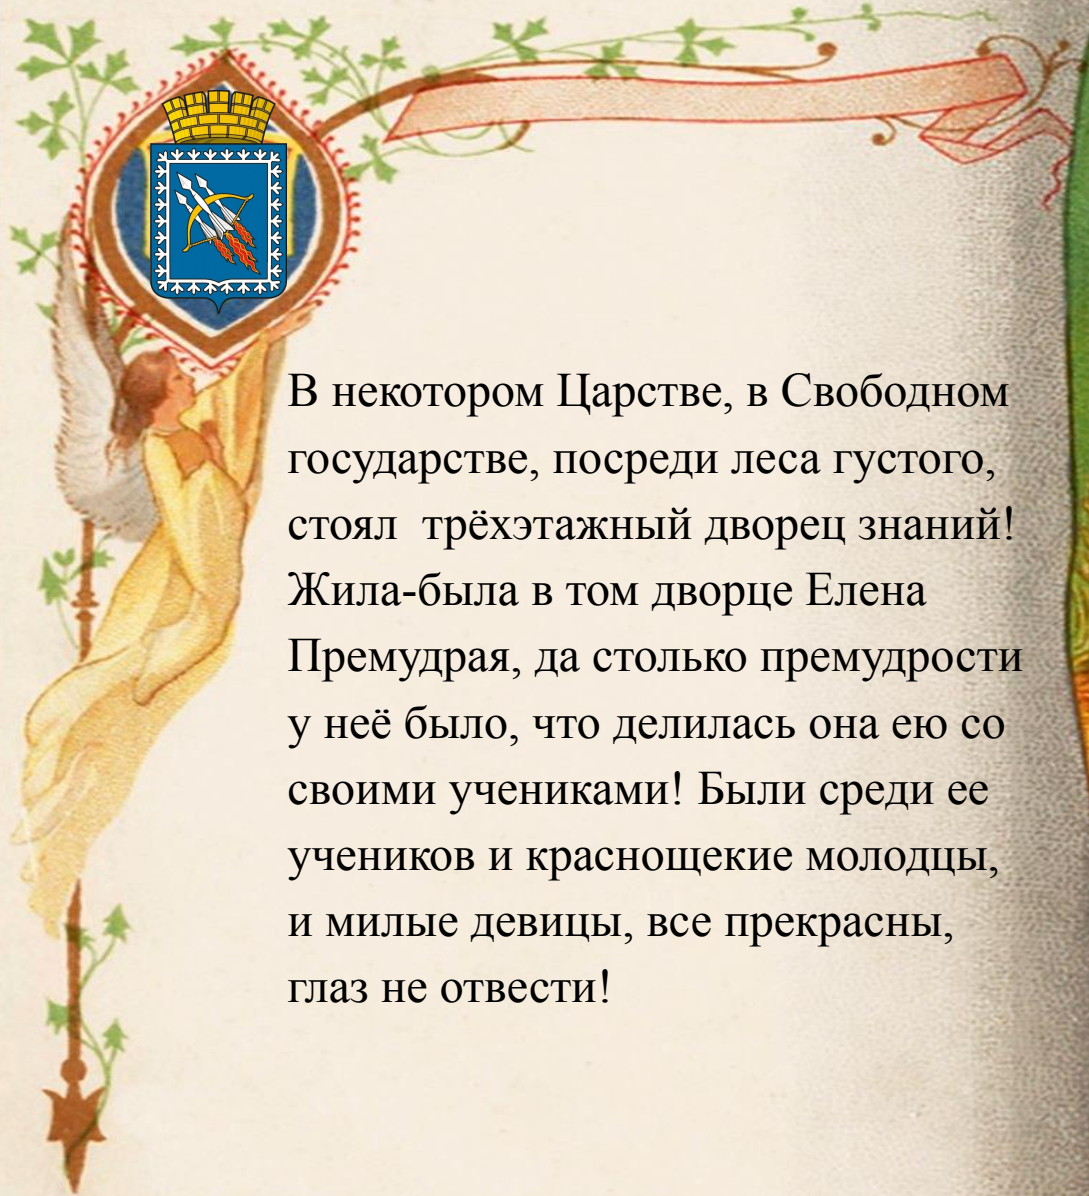 В некотором Царстве, в Свободном
государстве, посреди леса густого,
стоял  трёхэтажный дворец знаний!
Жила-была в том дворце Елена
Премудрая, да столько премудрости
у неё было, что делилась она ею со
своими учениками! Были среди ее
учеников и краснощекие молодцы,
и милые девицы, все прекрасны,
глаз не отвести!